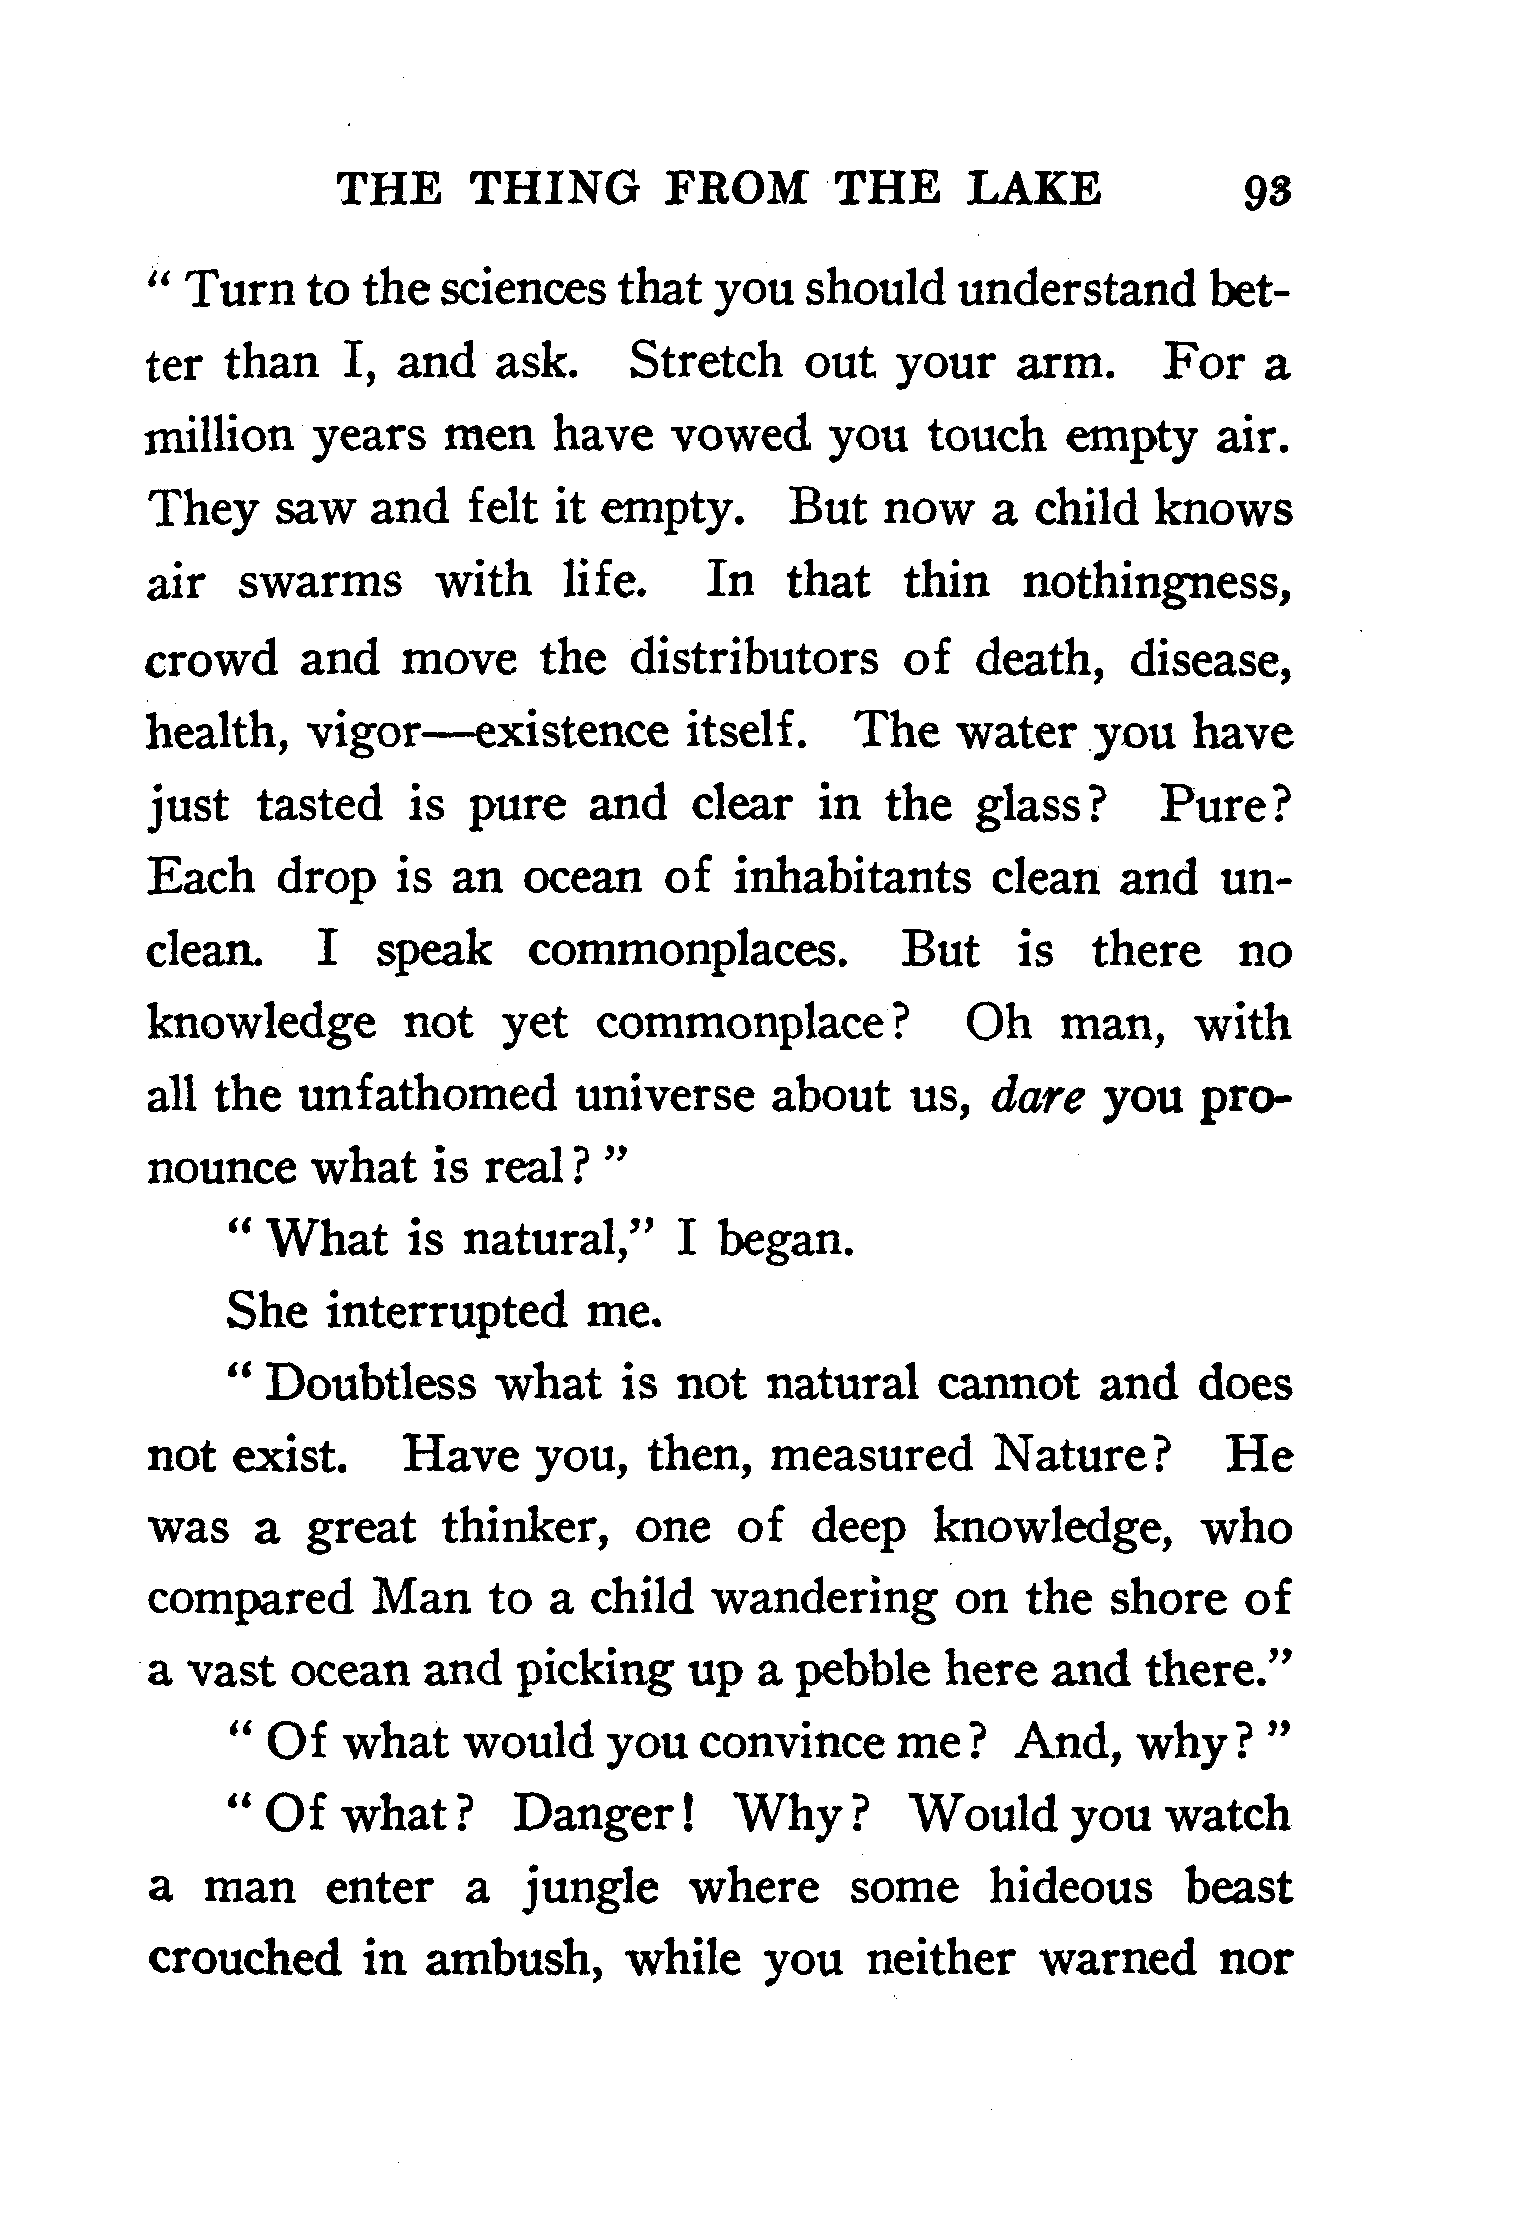 THE THING FROM THE LAKE 93
" Turn to the sciences that you should understand bet-
ter than I, and ask. Stretch out your arm. For a
million years men have vowed you touch empty air.
They saw and felt it empty. But now a child knows
air swarms with life. In that thin nothingness,
crowd and move the distributors of death, disease,
health, vigor—existence itself. The water you have
just tasted is pure and clear in the glass? Pure?
Each drop is an ocean of inhabitants clean and un-
clean. I speak commonplaces. But is there no
knowledge not yet commonplace? Oh man, with
all the unfathomed universe about us, dare you pro-
nounce what is real? "
" What is natural," I began.
She interrupted me.
" Doubtless what is not natural cannot and does
not exist. Have you, then, measured Nature? He
was a great thinker, one of deep knowledge, who
compared Man to a child wandering on the shore of
a vast ocean and picking up a pebble here and there."
" Of what would you convince me? And, why? "
" Of what? Danger! Why? Would you watch
a man enter a jungle where some hideous beast
crouched in ambush, while you neither warned nor